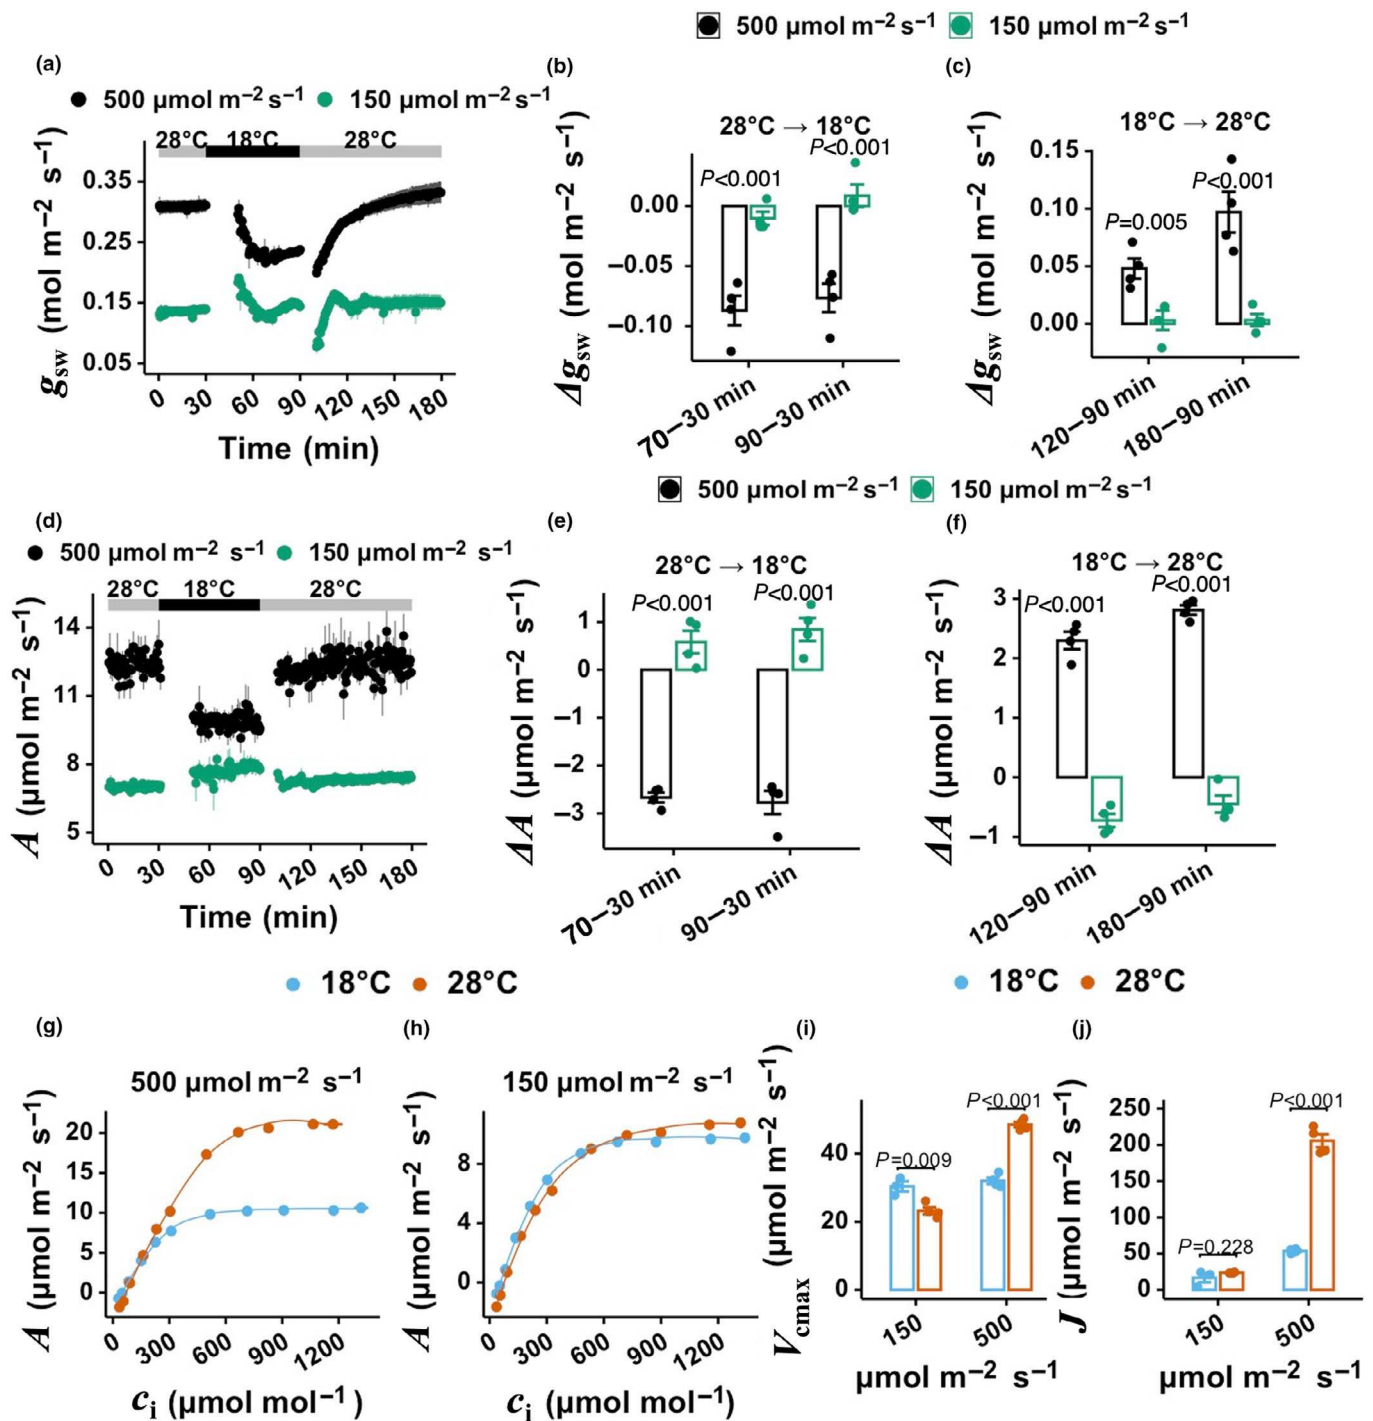 500 µmol m−2 s−1 150 µmol m−2 s−1
(a)
500 µmol m−2 s−1 150 µmol m−2 s−1
28°C 18°C 28°C
gsw (mol m−2 s−1)
0.35
0.25
0.15
0.05
0 30 60 90 120 150 180
Time (min)
(b)
28°C → 18°C
P<0.001
P<0.001
Δgsw (mol m−2 s−1)
0.00
−0.05
−0.10
70−30 min 90−30 min
(c)
18°C → 28°C
P=0.005
P<0.001
Δgsw (mol m−2 s−1)
0.15
0.10
0.05
0.00
120−90 min 180−90 min
500 µmol m−2 s−1 150 µmol m−2 s−1
(d)
500 µmol m−2 s−1 150 µmol m−2 s−1
28°C 18°C 28°C
A (µmol m−2 s−1)
14
11
8
5
0 30 60 90 120 150 180
Time (min)
(e)
28°C → 18°C
P<0.001 P<0.001
ΔA (µmol m−2 s−1)
1
0
−1
−2
−3
70−30 min 90−30 min
(f)
18°C → 28°C
P<0.001
P<0.001
ΔA (µmol m−2 s−1)
3
2
1
0
−1
120−90 min 180−90 min
18°C 28°C
18°C 28°C
(g)
500 µmol m−2 s−1
A (µmol m−2 s−1)
20
15
10
5
0
0 300 600 900 1200
ci (µmol mol−1)
(h)
150 µmol m−2 s−1
A (µmol m−2 s−1)
8
4
0
0 300 600 900 1200
ci (µmol mol−1)
(i)
Vcmax (µmol m−2 s−1)
P=0.009
P<0.001
40
20
0
150 500
µmol m−2 s−1
(j)
J (µmol m−2 s−1)
P=0.228
P<0.001
250
200
150
100
50
0
150 500
µmol m−2 s−1